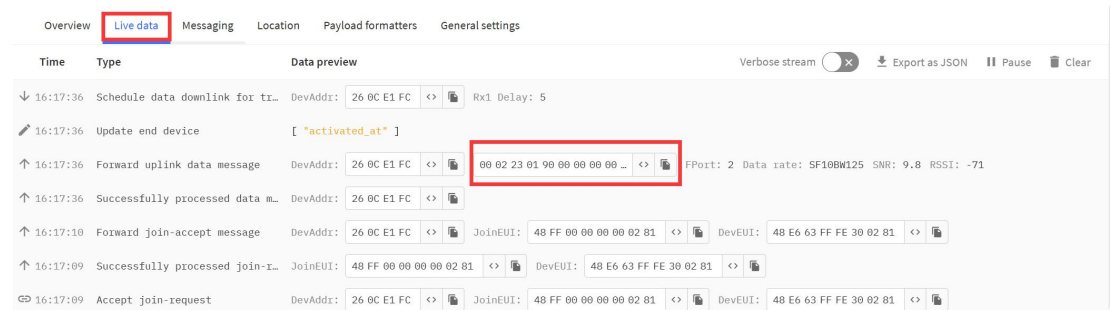 Overview Live data Messaging Location Payload formatters General settings
Time Type Data preview Verbose stream Export as JSON Pause Clear
16:17:36 Schedule data downlink for tr… DevAddr: 26 0C E1 FC <> Rx1 Delay: 5
16:17:36 Update end device [ "activated_at" ]
16:17:36 Forward uplink data message DevAddr: 26 0C E1 FC <> 00 02 23 01 90 00 00 00 00 … <> FPort: 2 Data rate: SF10BW125 SNR: 9.8 RSSI: -71
16:17:36 Successfully processed data m… DevAddr: 26 0C E1 FC <>
16:17:10 Forward join-accept message DevAddr: 26 0C E1 FC <> JoinEUI: 48 FF 00 00 00 00 02 81 <> DevEUI: 48 E6 63 FF FE 30 02 81 <>
16:17:09 Successfully processed join-r… JoinEUI: 48 FF 00 00 00 00 02 81 <> DevEUI: 48 E6 63 FF FE 30 02 81 <>
16:17:09 Accept join-request DevAddr: 26 0C E1 FC <> JoinEUI: 48 FF 00 00 00 00 02 81 <> DevEUI: 48 E6 63 FF FE 30 02 81 <>